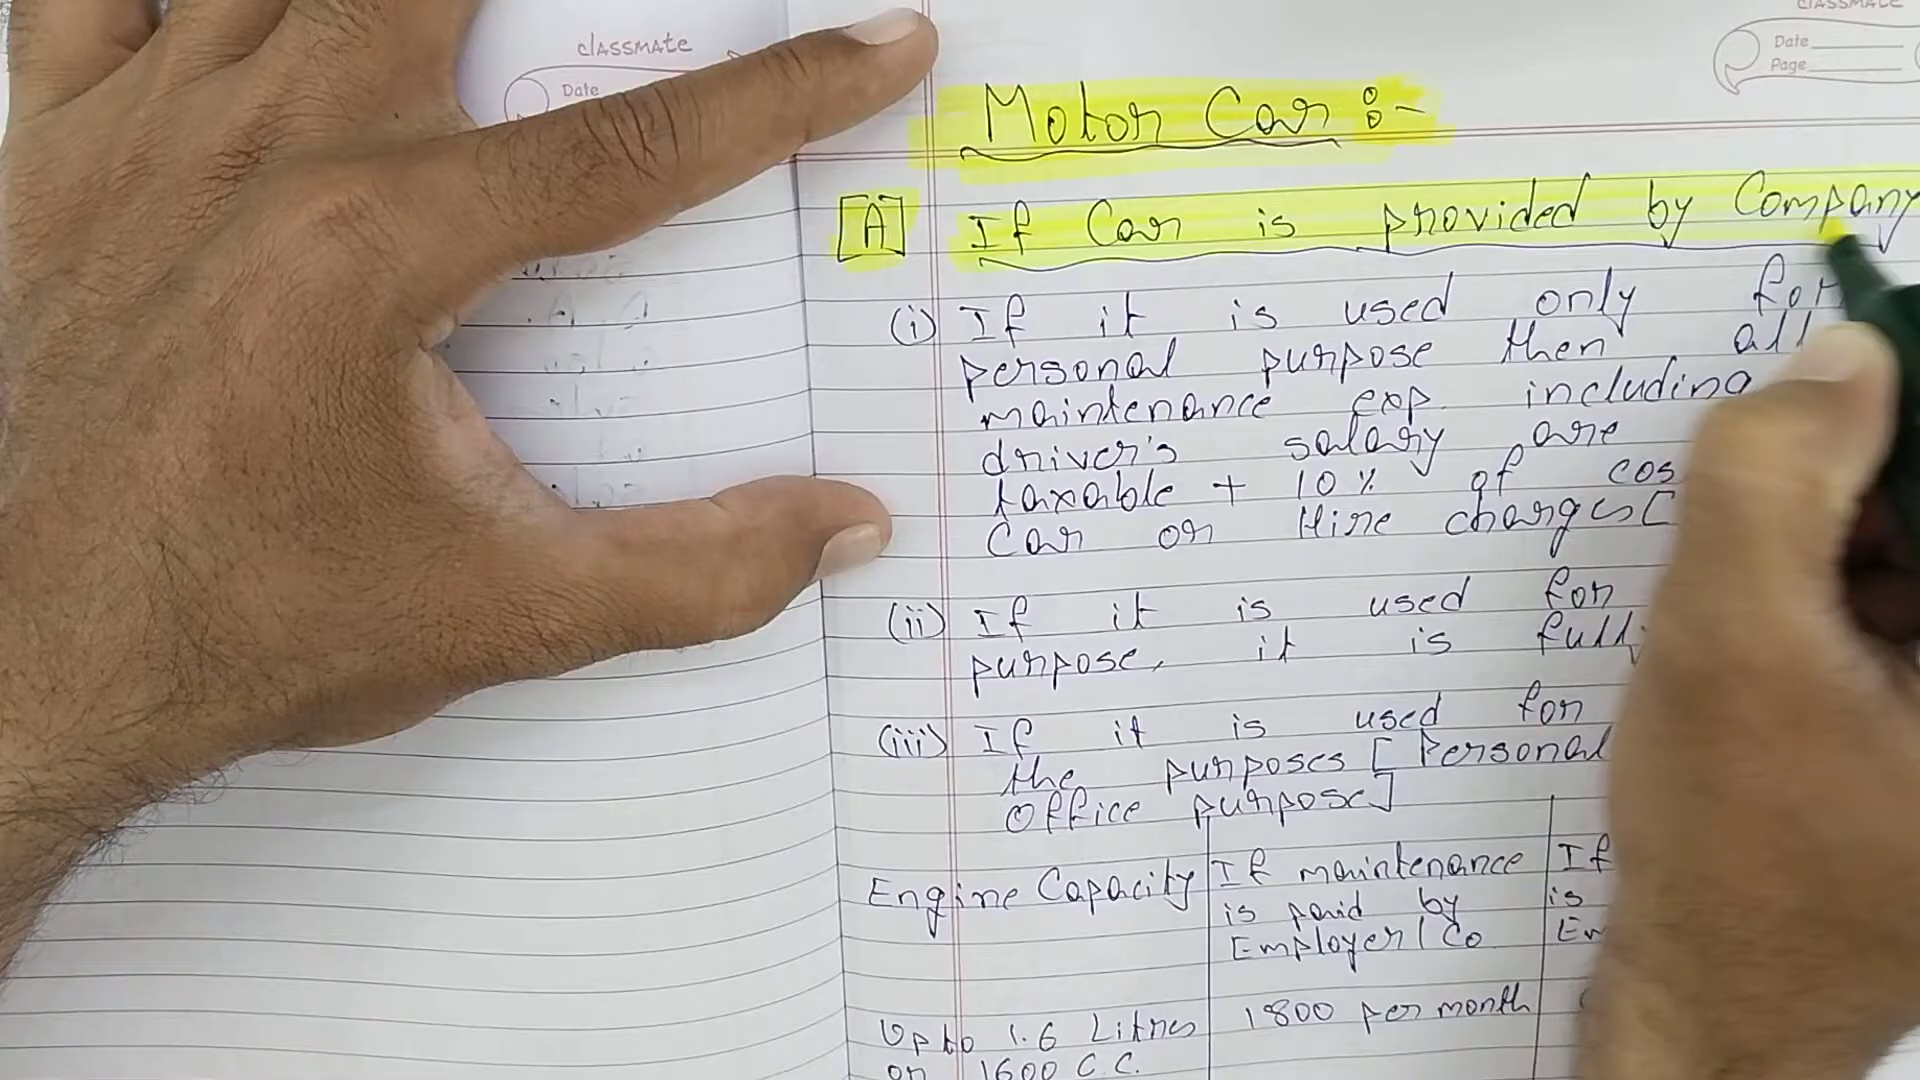 classmate
Date
CLASSMATE
Date
Page
Motor Car :-
[A] If Car is provided by Company
(i) If it is used only for
personal purpose then all
maintenance exp. including
driver's salary are
taxable + 10% of cos
Car or Hire charges [
(ii) If it is used for
purpose, it is full
(iii) If it is used for
the purposes [Personal
Office purpose]
Engine Capacity
If maintenance
is paid by
Employer/Co
If
is
Em
Upto 1.6 Litres
or 1600 C.C.
1800 per month